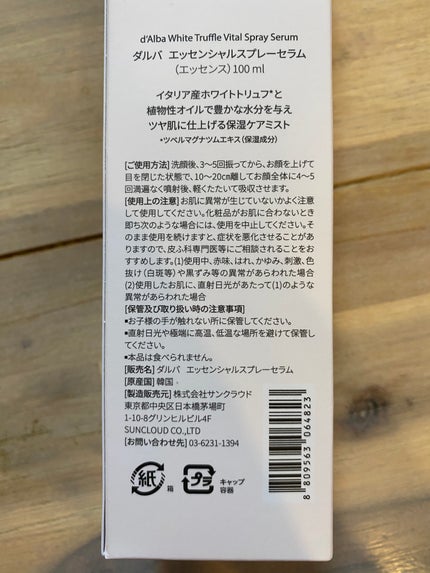 d'Alba White Truffle Vital Spray Serum
ダルバ エッセンシャルスプレーセラム
（エッセンス）100 ml
イタリア産ホワイトトリュフ*と
植物性オイルで豊かな水分を与え
ツヤ肌に仕上げる保湿ケアミスト
*ツベルマグナツムエキス（保湿成分）
[ご使用方法] 洗顔後、3～5回振ってから、お顔を上げて
目を閉じた状態で、10～20㎝離してお顔全体に4～5
回満遍なく噴射後、軽くたたいて吸収させます。
[使用上の注意] お肌に異常が生じていないかよく注意
して使用してください。化粧品がお肌に合わないとき
即ち次のような場合には、使用を中止してください。そ
のまま使用を続けますと、症状を悪化させることがあ
りますので、皮ふ科専門医等にご相談されることをおす
すめします。(1)使用中、赤味、はれ、かゆみ、刺激、色
抜け（白斑等）や黒ずみ等の異常があらわれた場合
(2)使用したお肌に、直射日光があたって(1)のような
異常があらわれた場合
[保管及び取り扱い時の注意事項]
▪お子様の手が触れない所に保管してください。
▪直射日光や極端に高温、低温な場所を避けて保管し
てください。
▪本品は食べられません。
[販売名] ダルバ エッセンシャルスプレーセラム
[原産国] 韓国
[製造販売元] 株式会社サンクラウド
東京都中央区日本橋茅場町
1-10-8グリンヒルビル4F
SUNCLOUD CO.,LTD
[お問い合わせ先] 03-6231-1394
紙
箱
プラ
キャップ
容器
8 809563 064823